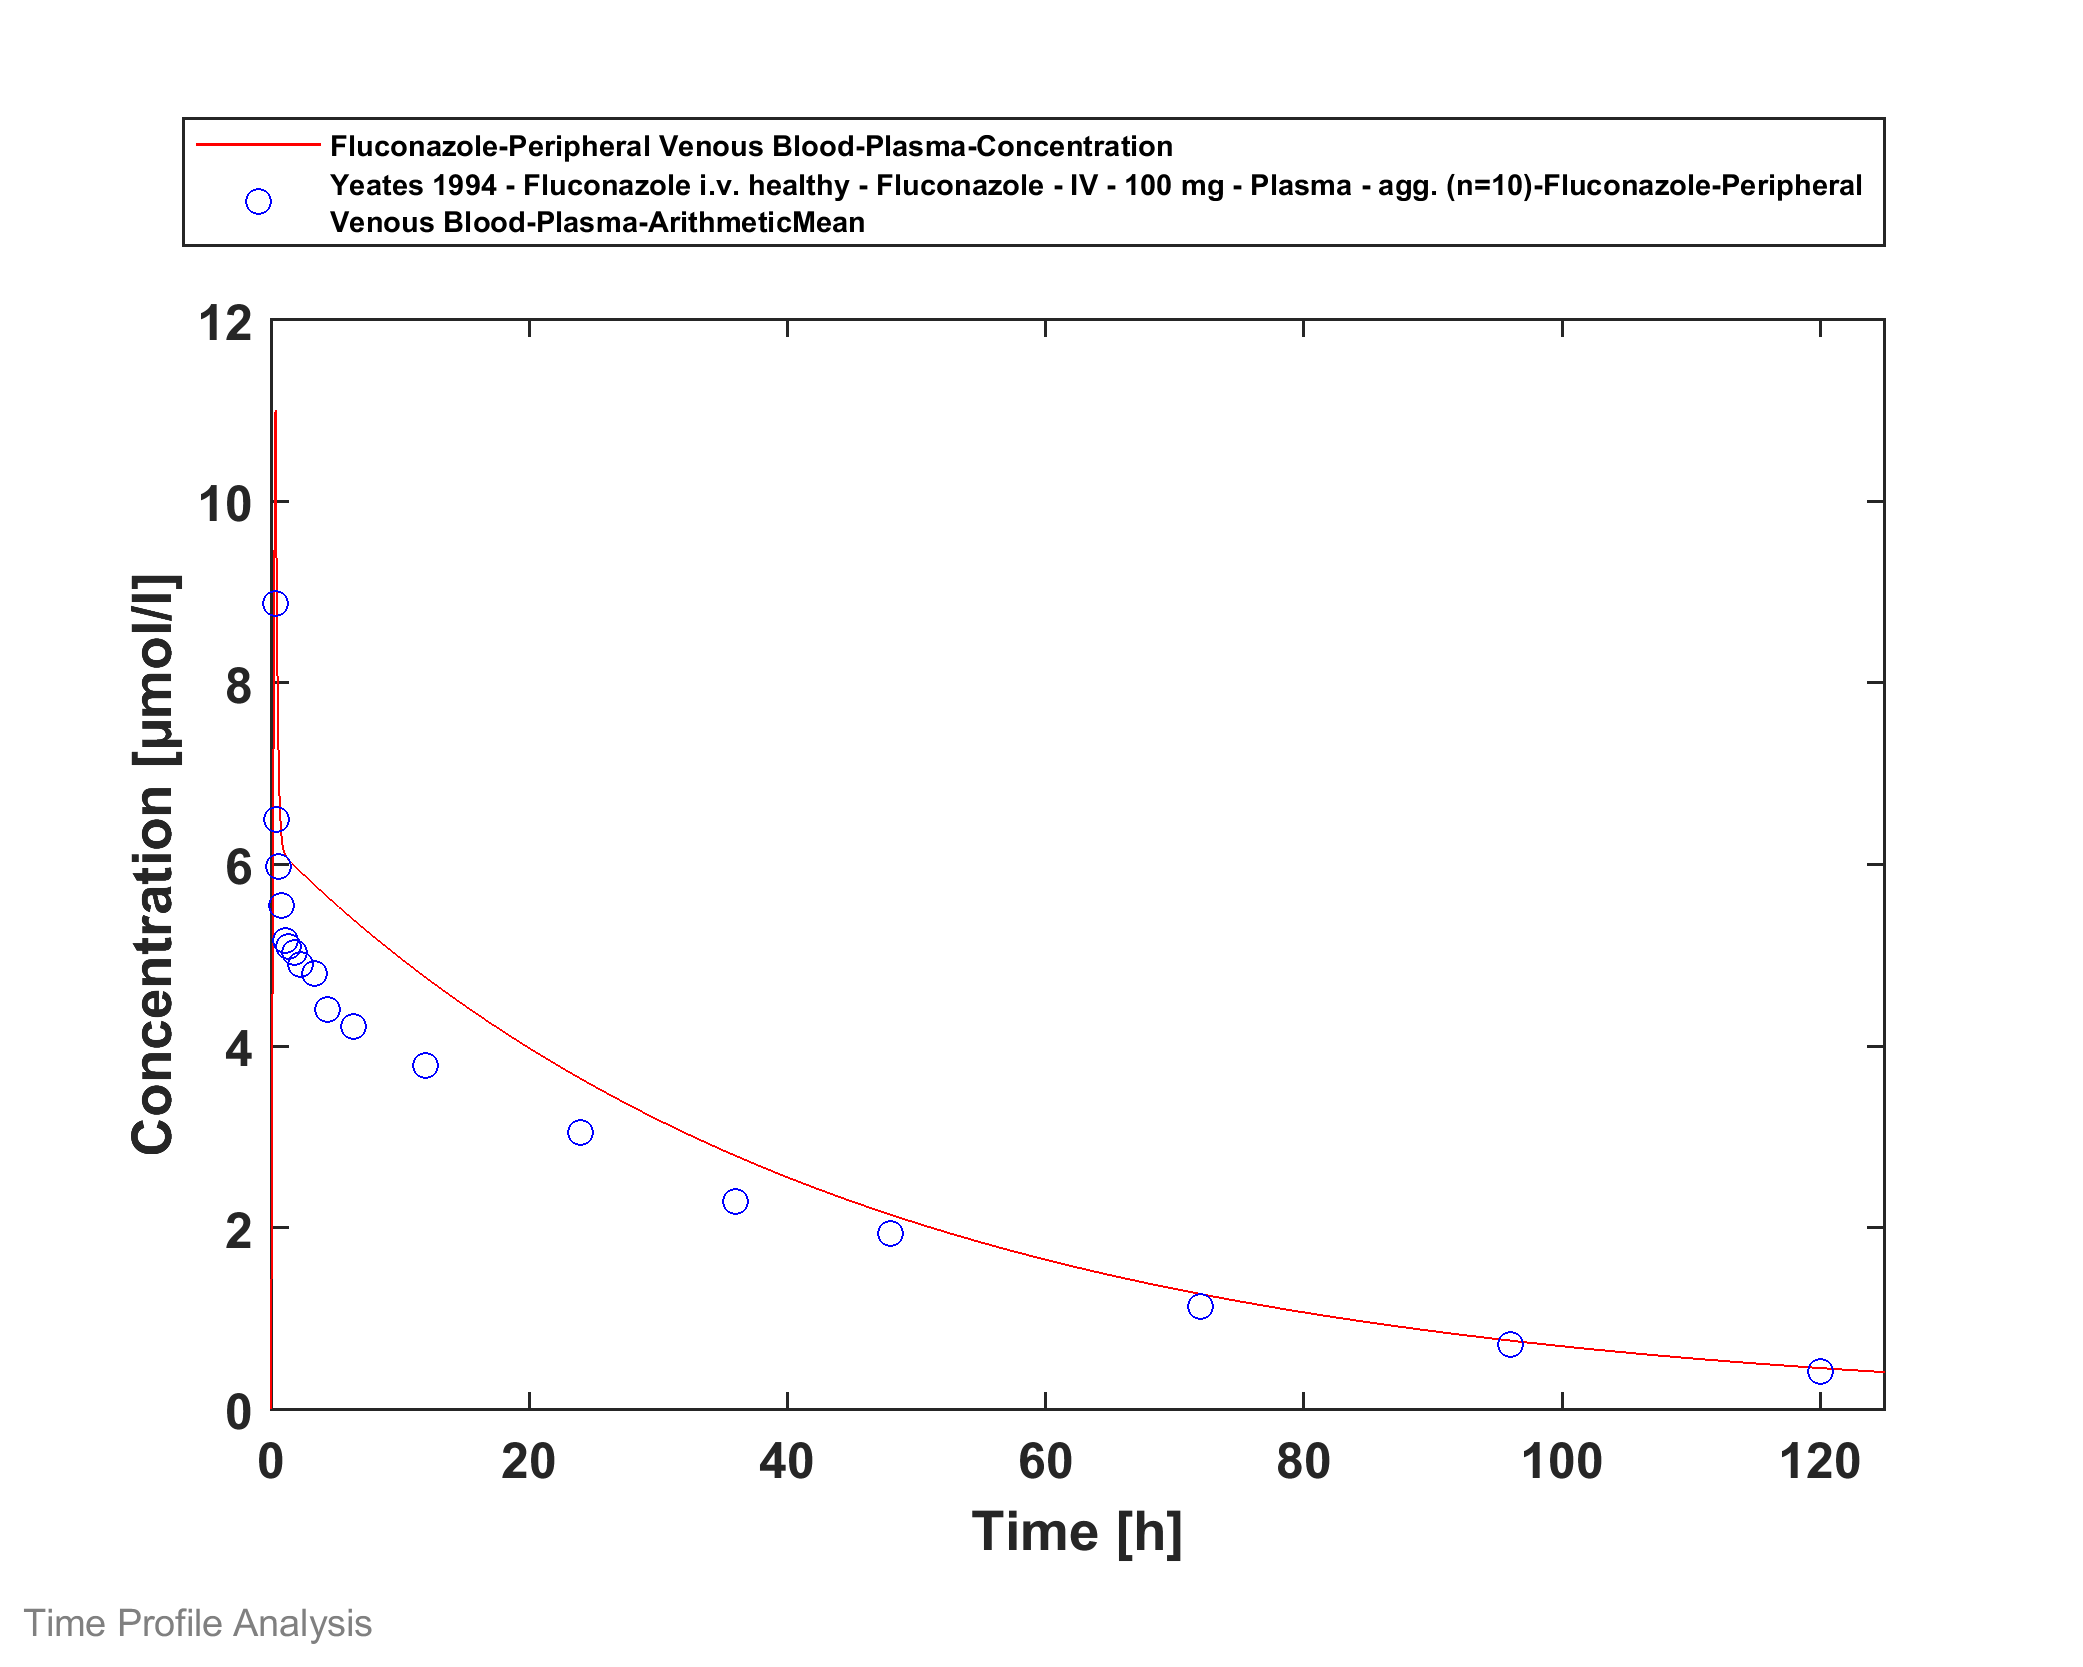 Fluconazole-Peripheral Venous Blood-Plasma-Concentration
Yeates 1994 - Fluconazole i.v. healthy - Fluconazole - IV - 100 mg - Plasma - agg. (n=10)-Fluconazole-Peripheral
Venous Blood-Plasma-ArithmeticMean
12
10
8
6
4
2
0
Concentration [µmol/l]
0 20 40 60 80 100 120
Time [h]
Time Profile Analysis